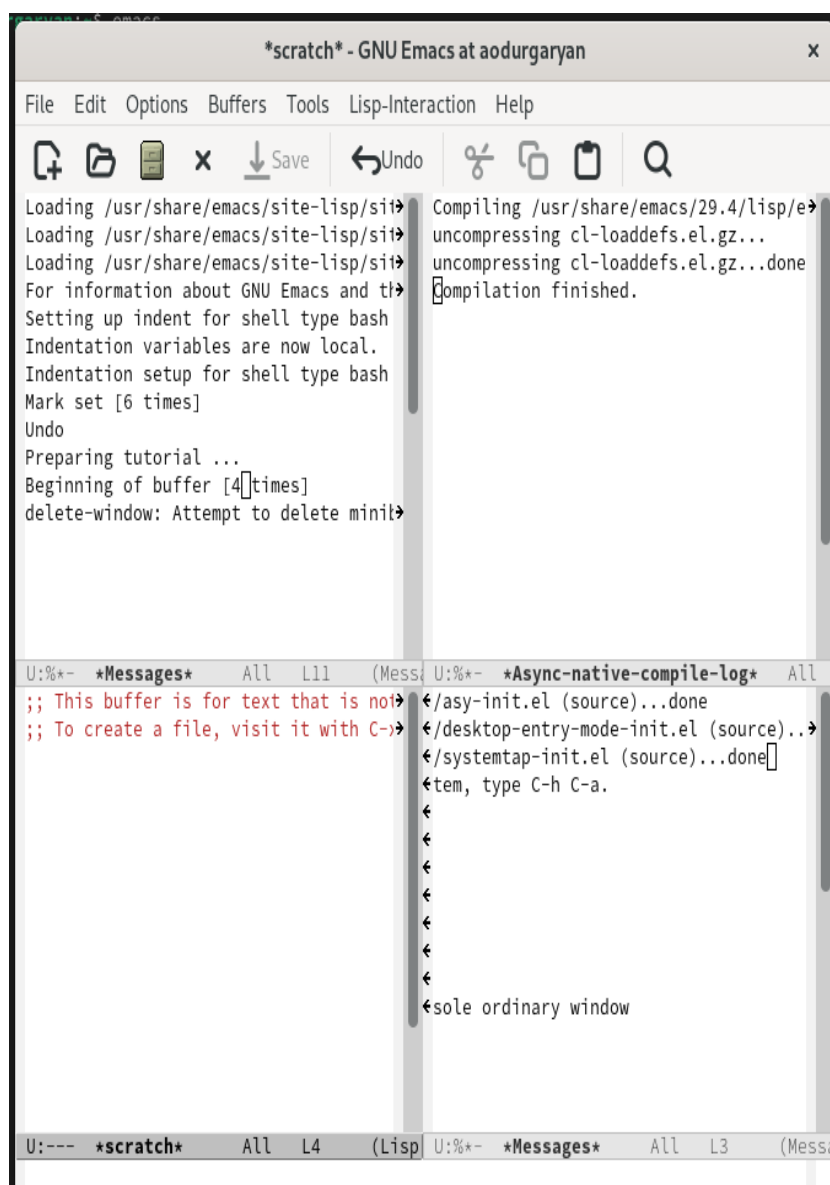 *scratch* - GNU Emacs at aodurgaryan x
File Edit Options Buffers Tools Lisp-Interaction Help
Save Undo
Loading /usr/share/emacs/site-lisp/sit
Loading /usr/share/emacs/site-lisp/sit
Loading /usr/share/emacs/site-lisp/sit
For information about GNU Emacs and th
Setting up indent for shell type bash
Indentation variables are now local.
Indentation setup for shell type bash
Mark set [6 times]
Undo
Preparing tutorial ...
Beginning of buffer [4 times]
delete-window: Attempt to delete minib
U:%*- *Messages* All L11 (Messa
Compiling /usr/share/emacs/29.4/lisp/e
uncompressing cl-loaddefs.el.gz...
uncompressing cl-loaddefs.el.gz...done
Compilation finished.
U:%*- *Async-native-compile-log* All
;; This buffer is for text that is not
;; To create a file, visit it with C-x
U:--- *scratch* All L4 (Lisp
/asy-init.el (source)...done
/desktop-entry-mode-init.el (source)..
/systemtap-init.el (source)...done
tem, type C-h C-a.
sole ordinary window
U:%*- *Messages* All L3 (Messa